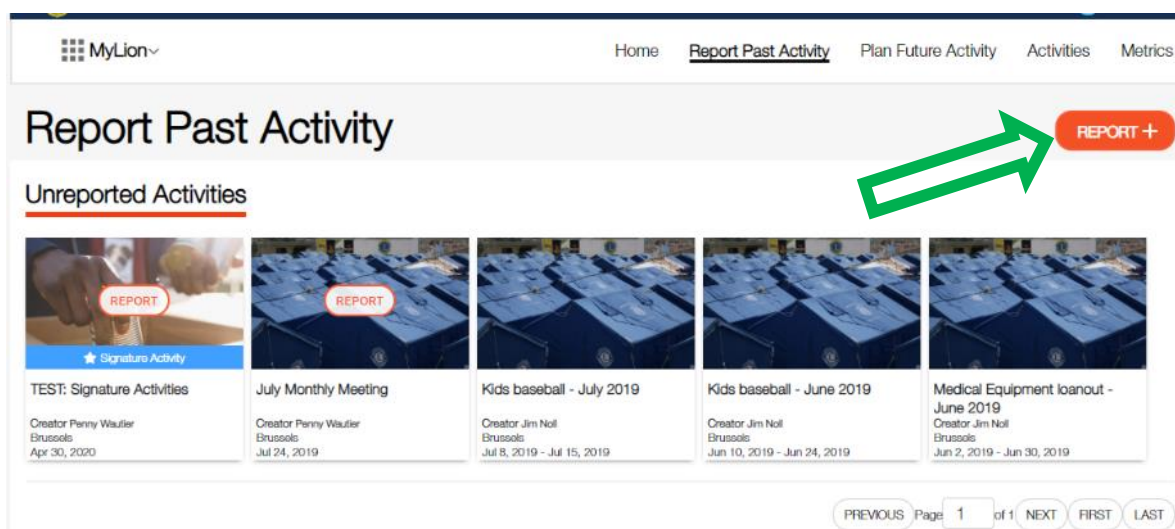 MyLion
Home Report Past Activity Plan Future Activity Activities Metrics
Report Past Activity
REPORT +
Unreported Activities
REPORT
REPORT
Signature Activity
TEST: Signature Activities
Creator Penny Wautier
Brussels
Apr 30, 2020
July Monthly Meeting
Creator Penny Wautier
Brussels
Jul 24, 2019
Kids baseball - July 2019
Creator Jim Noll
Brussels
Jul 8, 2019 - Jul 15, 2019
Kids baseball - June 2019
Creator Jim Noll
Brussels
Jun 10, 2019 - Jun 24, 2019
Medical Equipment loanout -
June 2019
Creator Jim Noll
Brussels
Jun 2, 2019 - Jun 30, 2019
PREVIOUS Page 1 of 1 NEXT FIRST LAST